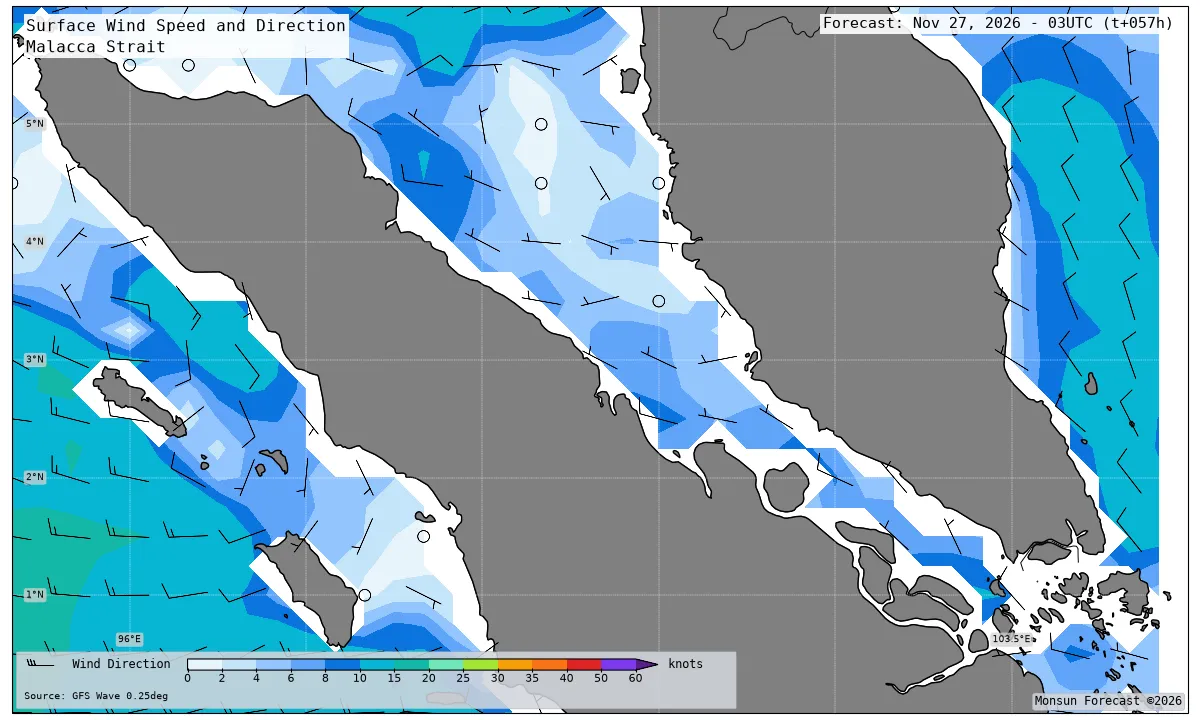 Surface Wind Speed and Direction
Malacca Strait
Forecast: Nov 27, 2026 - 03UTC (t+057h)
5°N
4°N
3°N
2°N
1°N
96°E
103.5°E
Wind Direction
0 2 4 6 8 10 15 20 25 30 35 40 50 60
knots
Source: GFS Wave 0.25deg
Monsun Forecast ©2026